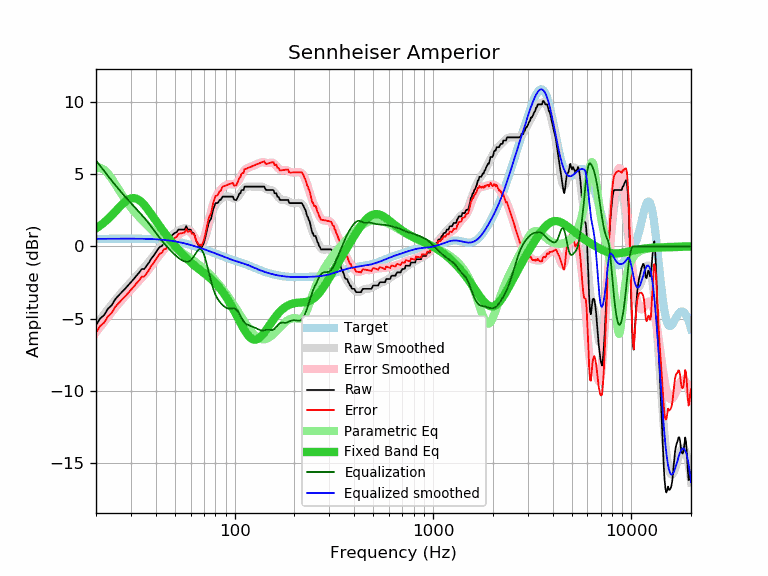 Sennheiser Amperior
Amplitude (dBr)
10
5
0
−5
−10
−15
Target
Raw Smoothed
Error Smoothed
Raw
Error
Parametric Eq
Fixed Band Eq
Equalization
Equalized smoothed
100 1000 10000
Frequency (Hz)